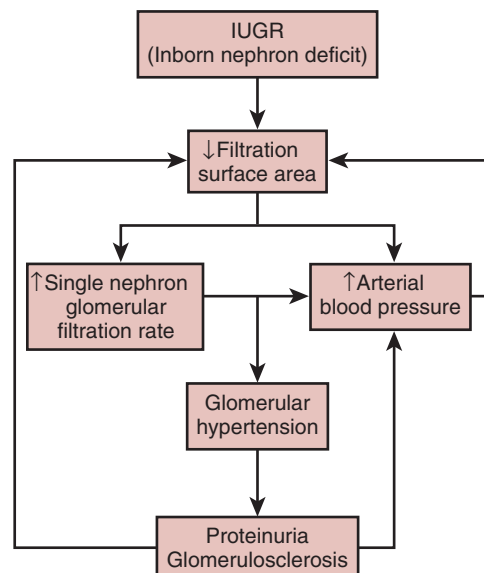 IUGR
(Inborn nephron deficit)
↓Filtration
surface area
↑Single nephron
glomerular
filtration rate
↑Arterial
blood pressure
Glomerular
hypertension
Proteinuria
Glomerulosclerosis